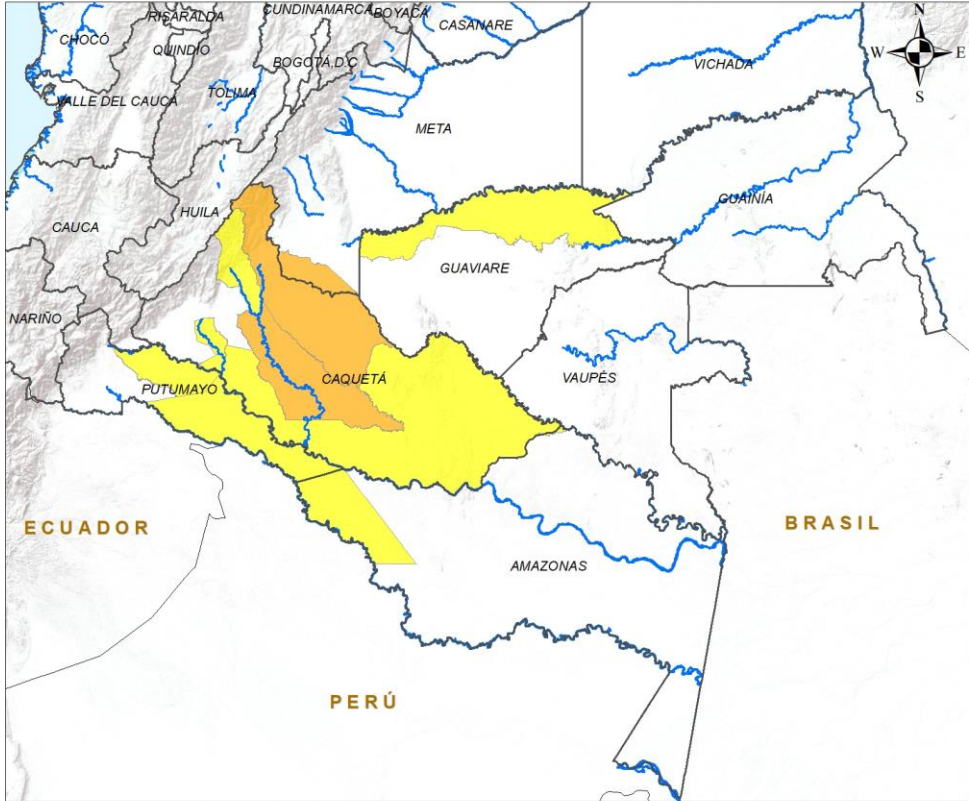 CUNDINAMARCA
BOYACÁ
RISARALDA
CASANARE
N
CHOCÓ
QUINDIO
BOGOTÁ, D.C
W
E
VICHADA
S
VALLE DEL CAUCA
TOLIMA
META
HUILA
GUAINÍA
CAUCA
GUAVIARE
NARIÑO
CAQUETÁ
VAUPÉS
PUTUMAYO
ECUADOR
BRASIL
AMAZONAS
PERÚ